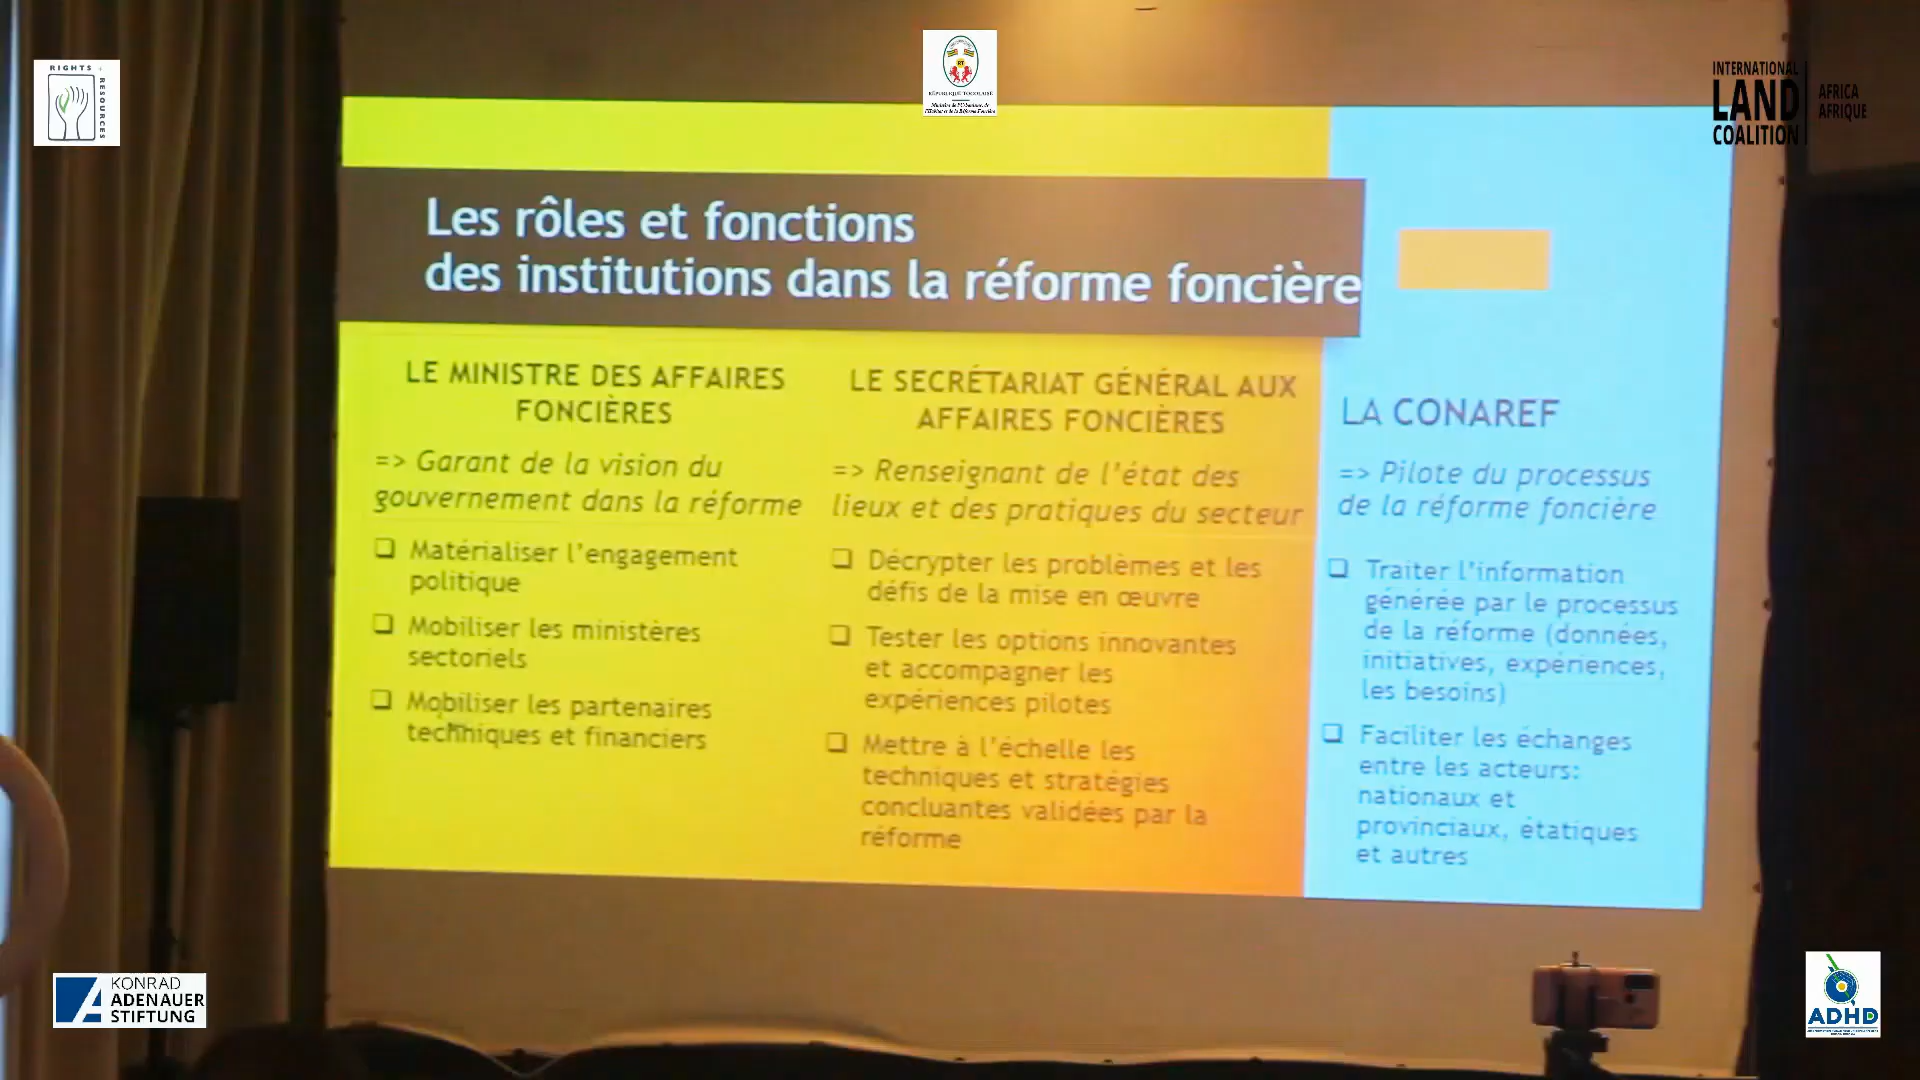 RIGHTS + RESOURCES
RÉPUBLIQUE TOGOLAISE
INTERNATIONAL
LAND
COALITION
AFRICA
AFRIQUE
Les rôles et fonctions
des institutions dans la réforme foncière
LE MINISTRE DES AFFAIRES
FONCIÈRES
=> Garant de la vision du
gouvernement dans la réforme
❑ Matérialiser l'engagement
politique
❑ Mobiliser les ministères
sectoriels
❑ Mobiliser les partenaires
techniques et financiers
LE SECRÉTARIAT GÉNÉRAL AUX
AFFAIRES FONCIÈRES
=> Renseignant de l'état des
lieux et des pratiques du secteur
❑ Décrypter les problèmes et les
défis de la mise en œuvre
❑ Tester les options innovantes
et accompagner les
expériences pilotes
❑ Mettre à l'échelle les
techniques et stratégies
concluantes validées par la
réforme
LA CONAREF
=> Pilote du processus
de la réforme foncière
❑ Traiter l'information
générée par le processus
de la réforme (données,
initiatives, expériences,
les besoins)
❑ Faciliter les échanges
entre les acteurs:
nationaux et
provinciaux, étatiques
et autres
KONRAD
ADENAUER
STIFTUNG
ADHD